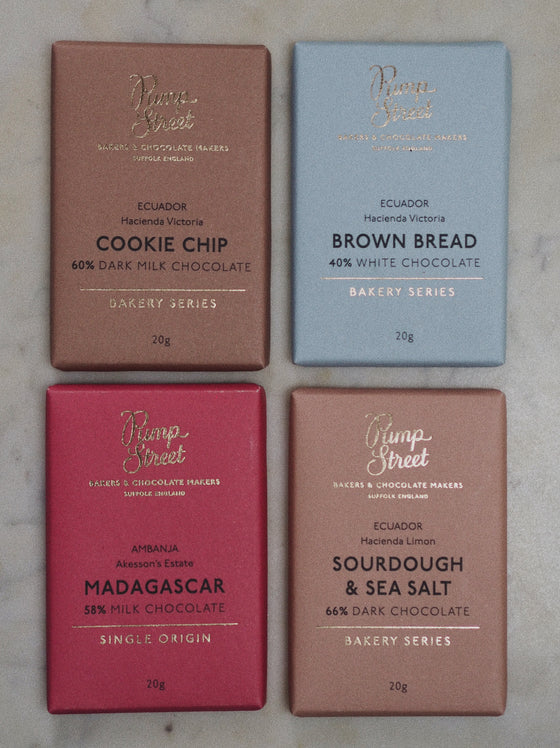 Pump
Street
BAKERS & CHOCOLATE MAKERS
SUFFOLK ENGLAND
ECUADOR
Hacienda Victoria
COOKIE CHIP
60% DARK MILK CHOCOLATE
BAKERY SERIES
20g
Pump
Street
BAKERS & CHOCOLATE MAKERS
SUFFOLK ENGLAND
ECUADOR
Hacienda Victoria
BROWN BREAD
40% WHITE CHOCOLATE
BAKERY SERIES
20g
Pump
Street
BAKERS & CHOCOLATE MAKERS
SUFFOLK ENGLAND
AMBANJA
Akesson's Estate
MADAGASCAR
58% MILK CHOCOLATE
SINGLE ORIGIN
20g
Pump
Street
BAKERS & CHOCOLATE MAKERS
SUFFOLK ENGLAND
ECUADOR
Hacienda Limon
SOURDOUGH
& SEA SALT
66% DARK CHOCOLATE
BAKERY SERIES
20g